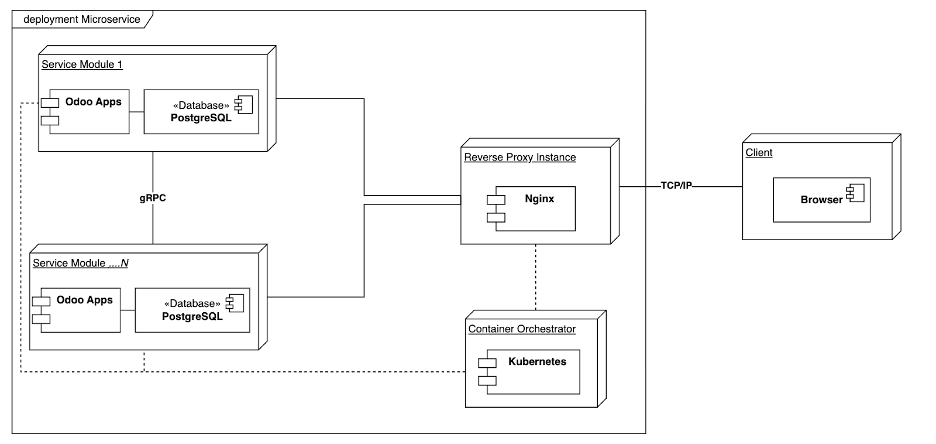 deployment Microservice
Service Module 1
Odoo Apps
«Database»
PostgreSQL
gRPC
Service Module ....N
Odoo Apps
«Database»
PostgreSQL
Reverse Proxy Instance
Nginx
Container Orchestrator
Kubernetes
TCP/IP
Client
Browser